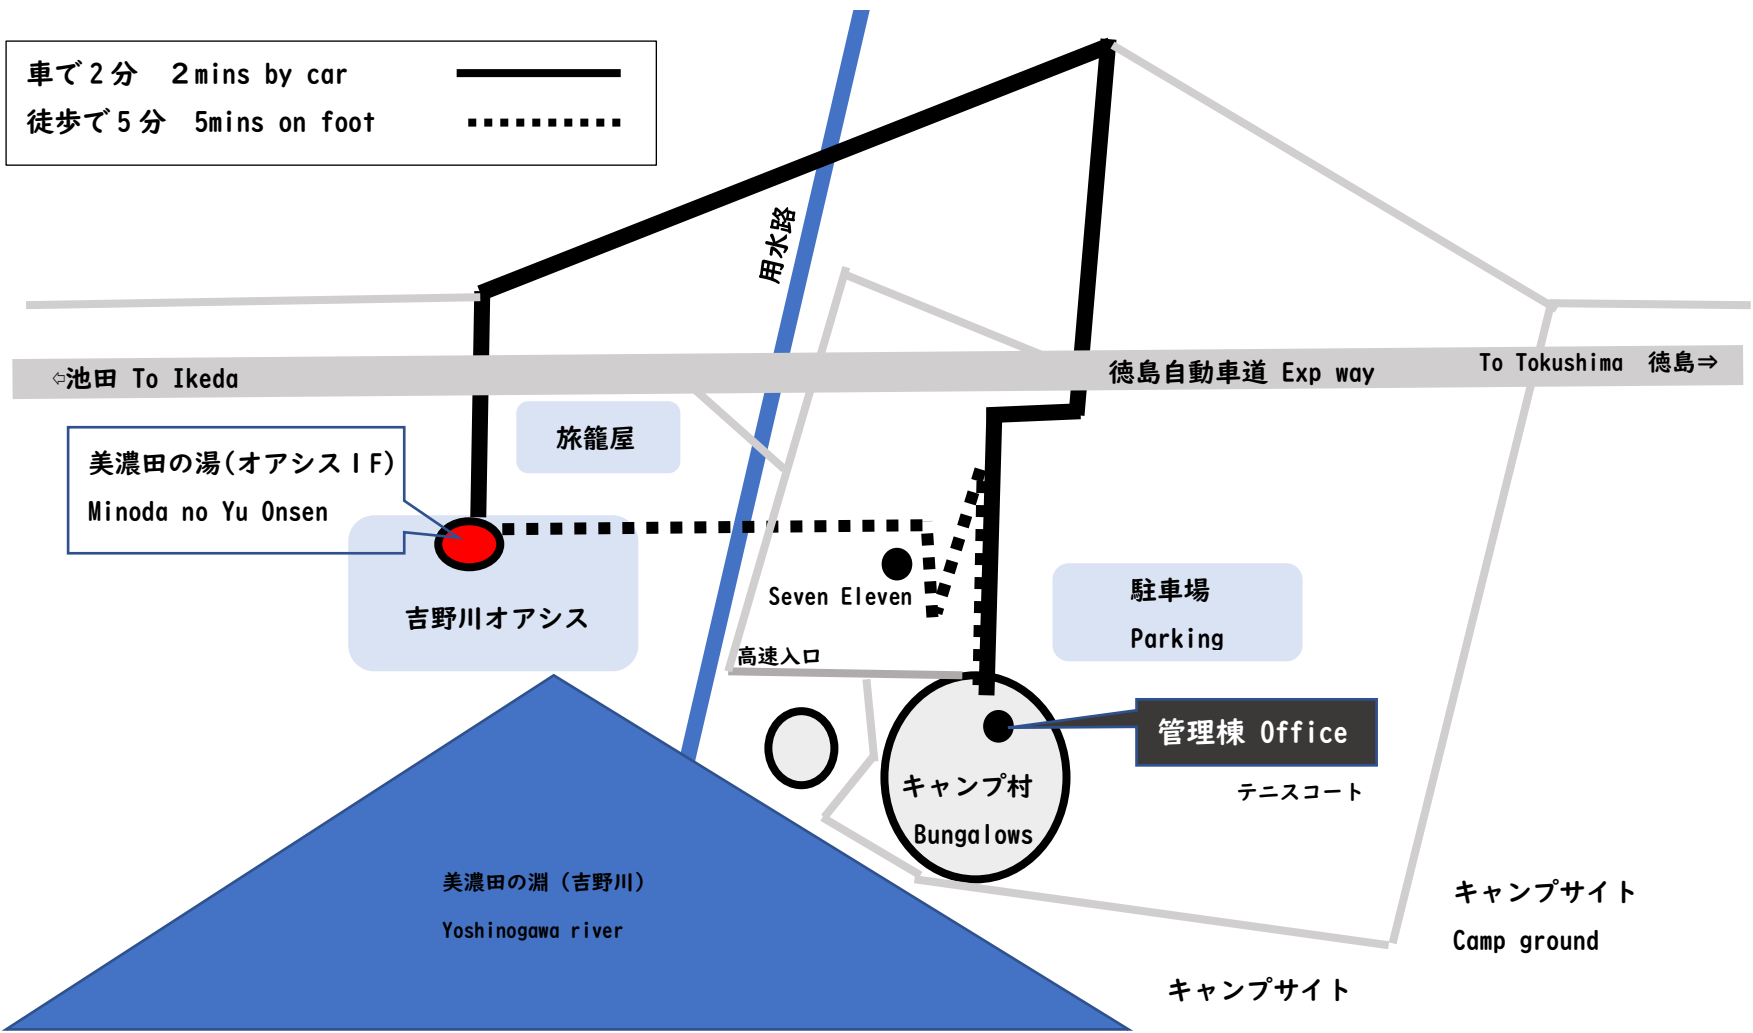 車で2分　2mins by car
徒歩で5分　5mins on foot
用水路
⇦池田 To Ikeda
徳島自動車道 Exp way
To Tokushima　徳島⇒
旅籠屋
美濃田の湯(オアシス1F)
Minoda no Yu Onsen
吉野川オアシス
Seven Eleven
高速入口
駐車場
Parking
管理棟 Office
テニスコート
キャンプ村
Bungalows
美濃田の淵（吉野川）
Yoshinogawa river
キャンプサイト
Camp ground
キャンプサイト